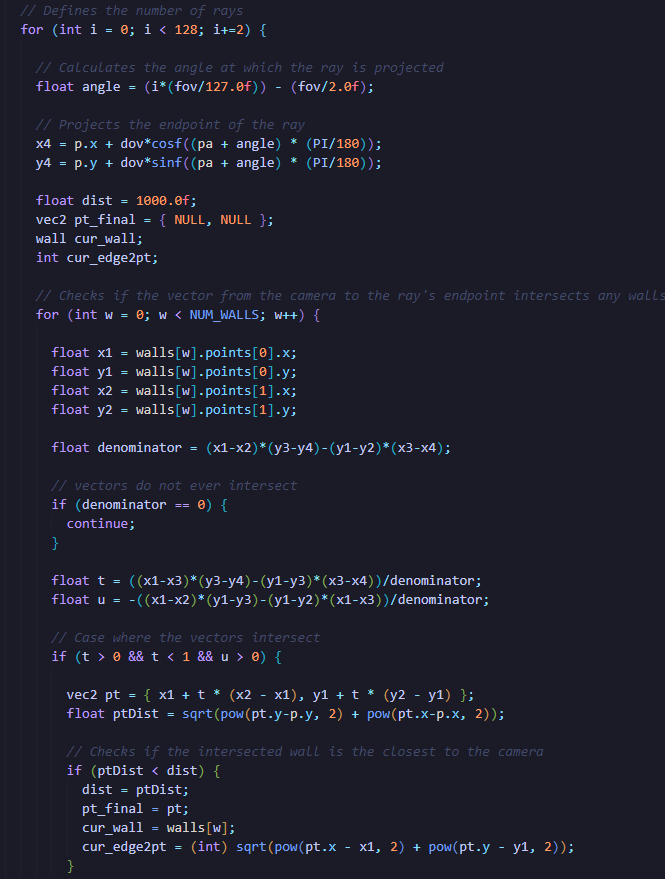 // Defines the number of rays
for (int i = 0; i < 128; i+=2) {
// Calculates the angle at which the ray is projected
float angle = (i*(fov/127.0f)) - (fov/2.0f);
// Projects the endpoint of the ray
x4 = p.x + dov*cosf((pa + angle) * (PI/180));
y4 = p.y + dov*sinf((pa + angle) * (PI/180));
float dist = 1000.0f;
vec2 pt_final = { NULL, NULL };
wall cur_wall;
int cur_edge2pt;
// Checks if the vector from the camera to the ray's endpoint intersects any walls
for (int w = 0; w < NUM_WALLS; w++) {
float x1 = walls[w].points[0].x;
float y1 = walls[w].points[0].y;
float x2 = walls[w].points[1].x;
float y2 = walls[w].points[1].y;
float denominator = (x1-x2)*(y3-y4)-(y1-y2)*(x3-x4);
// vectors do not ever intersect
if (denominator == 0) {
continue;
}
float t = ((x1-x3)*(y3-y4)-(y1-y3)*(x3-x4))/denominator;
float u = -((x1-x2)*(y1-y3)-(y1-y2)*(x1-x3))/denominator;
// Case where the vectors intersect
if (t > 0 && t < 1 && u > 0) {
vec2 pt = { x1 + t * (x2 - x1), y1 + t * (y2 - y1) };
float ptDist = sqrt(pow(pt.y-p.y, 2) + pow(pt.x-p.x, 2));
// Checks if the intersected wall is the closest to the camera
if (ptDist < dist) {
dist = ptDist;
pt_final = pt;
cur_wall = walls[w];
cur_edge2pt = (int) sqrt(pow(pt.x - x1, 2) + pow(pt.y - y1, 2));
}